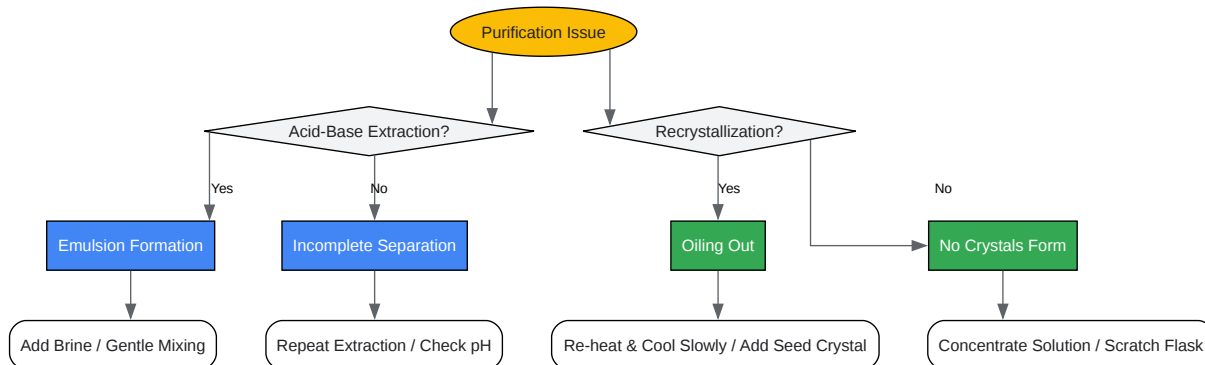 Purification Issue
Acid-Base Extraction?
Recrystallization?
Yes
No
Yes
No
Emulsion Formation
Incomplete Separation
Oiling Out
No Crystals Form
Add Brine / Gentle Mixing
Repeat Extraction / Check pH
Re-heat & Cool Slowly / Add Seed Crystal
Concentrate Solution / Scratch Flask